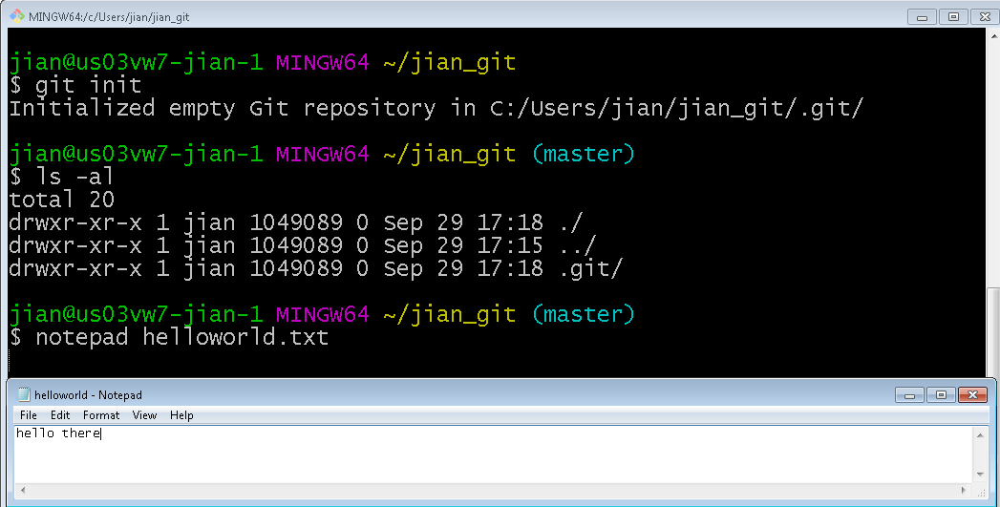 MINGW64:/c/Users/jian/jian_git
jian@us03vw7-jian-1 MINGW64 ~/jian_git
$ git init
Initialized empty Git repository in C:/Users/jian/jian_git/.git/
jian@us03vw7-jian-1 MINGW64 ~/jian_git (master)
$ ls -al
total 20
drwxr-xr-x 1 jian 1049089 0 Sep 29 17:18 ./
drwxr-xr-x 1 jian 1049089 0 Sep 29 17:15 ../
drwxr-xr-x 1 jian 1049089 0 Sep 29 17:18 .git/
jian@us03vw7-jian-1 MINGW64 ~/jian_git (master)
$ notepad helloworld.txt
helloworld - Notepad
File Edit Format View Help
hello there